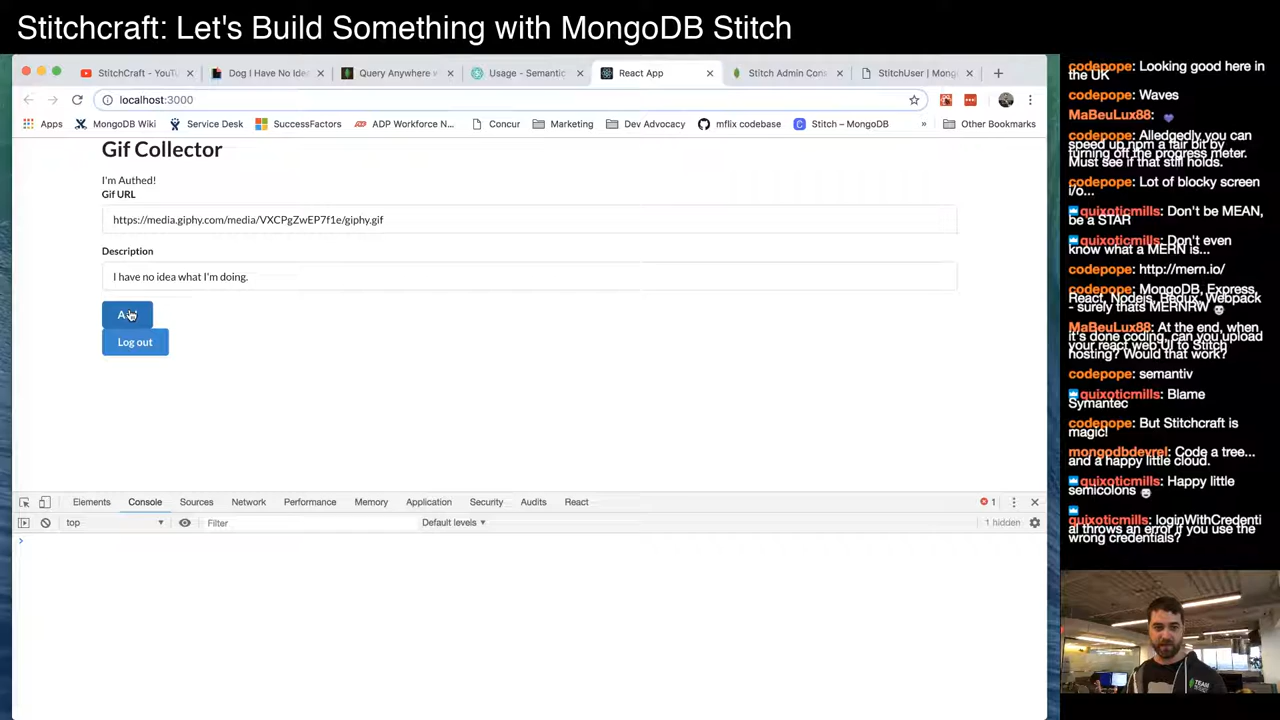 Stitchcraft: Let's Build Something with MongoDB Stitch
StitchCraft - YouTu
Dog I Have No Ide
Query Anywhere w
Usage - Semantic
React App
Stitch Admin Cons
StitchUser | Mong
localhost:3000
Apps
MongoDB Wiki
Service Desk
SuccessFactors
ADP Workforce N...
Concur
Marketing
Dev Advocacy
mflix codebase
Stitch – MongoDB
»
Other Bookmarks
Gif Collector
I'm Authed!
Gif URL
https://media.giphy.com/media/VXCPgZwEP7f1e/giphy.gif
Description
I have no idea what I'm doing.
Log out
Elements
Console
Sources
Network
Performance
Memory
Application
Security
Audits
React
1
top
Filter
Default levels
1 hidden
codepope: Looking good here in
the UK
codepope: Waves
MaBeuLux88:
codepope: Alledgedly you can
speed up npm a fair bit by
turning off the progress meter.
Must see if that still holds.
codepope: Lot of blocky screen
i/o...
quixoticmills: Don't be MEAN,
be a STAR
quixoticmills: Don't even
know what a MERN is...
codepope: http://mern.io/
codepope: MongoDB, Express,
React, Nodejs, Redux, Webpack
- surely thats MERNRW
MaBeuLux88: At the end, when
it's done coding, can you upload
your react web UI to Stitch
hosting? Would that work?
codepope: semantiv
quixoticmills: Blame
Symantec
codepope: But Stitchcraft is
magic!
mongodbdevrel: Code a tree...
and a happy little cloud.
quixoticmills: Happy little
semicolons
quixoticmills: loginWithCredenti
al throws an error if you use the
wrong credentials?
TEAM